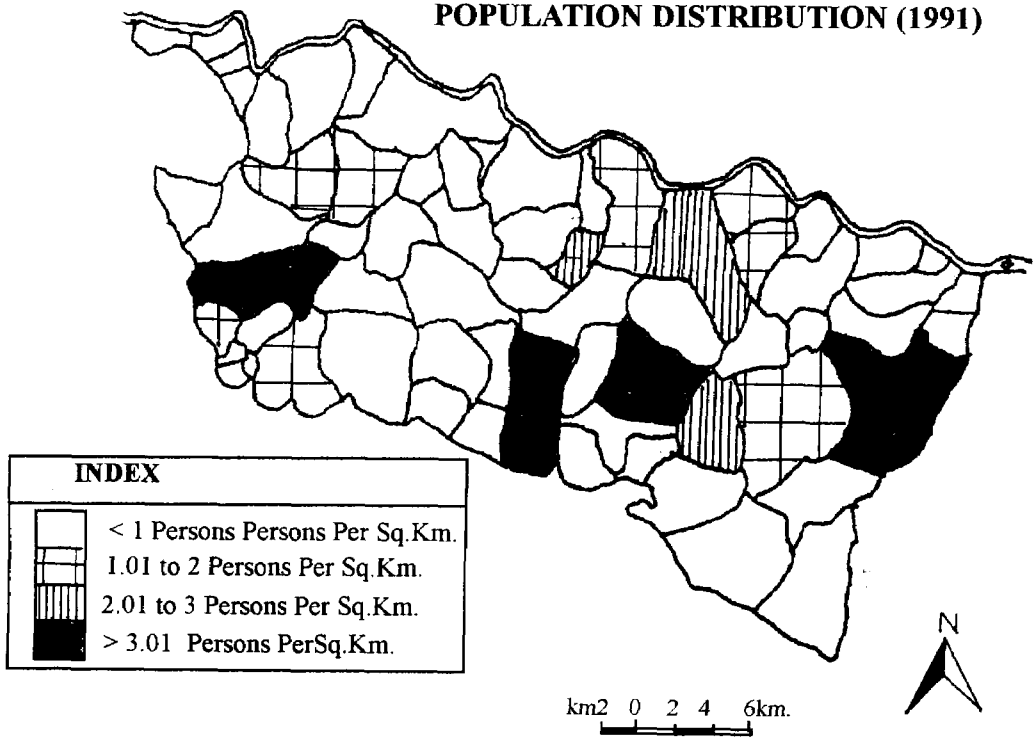 POPULATION DISTRIBUTION (1991)
INDEX
< 1 Persons Persons Per Sq.Km.
1.01 to 2 Persons Per Sq.Km.
2.01 to 3 Persons Per Sq.Km.
> 3.01 Persons PerSq.Km.
N
km2 0 2 4 6km.